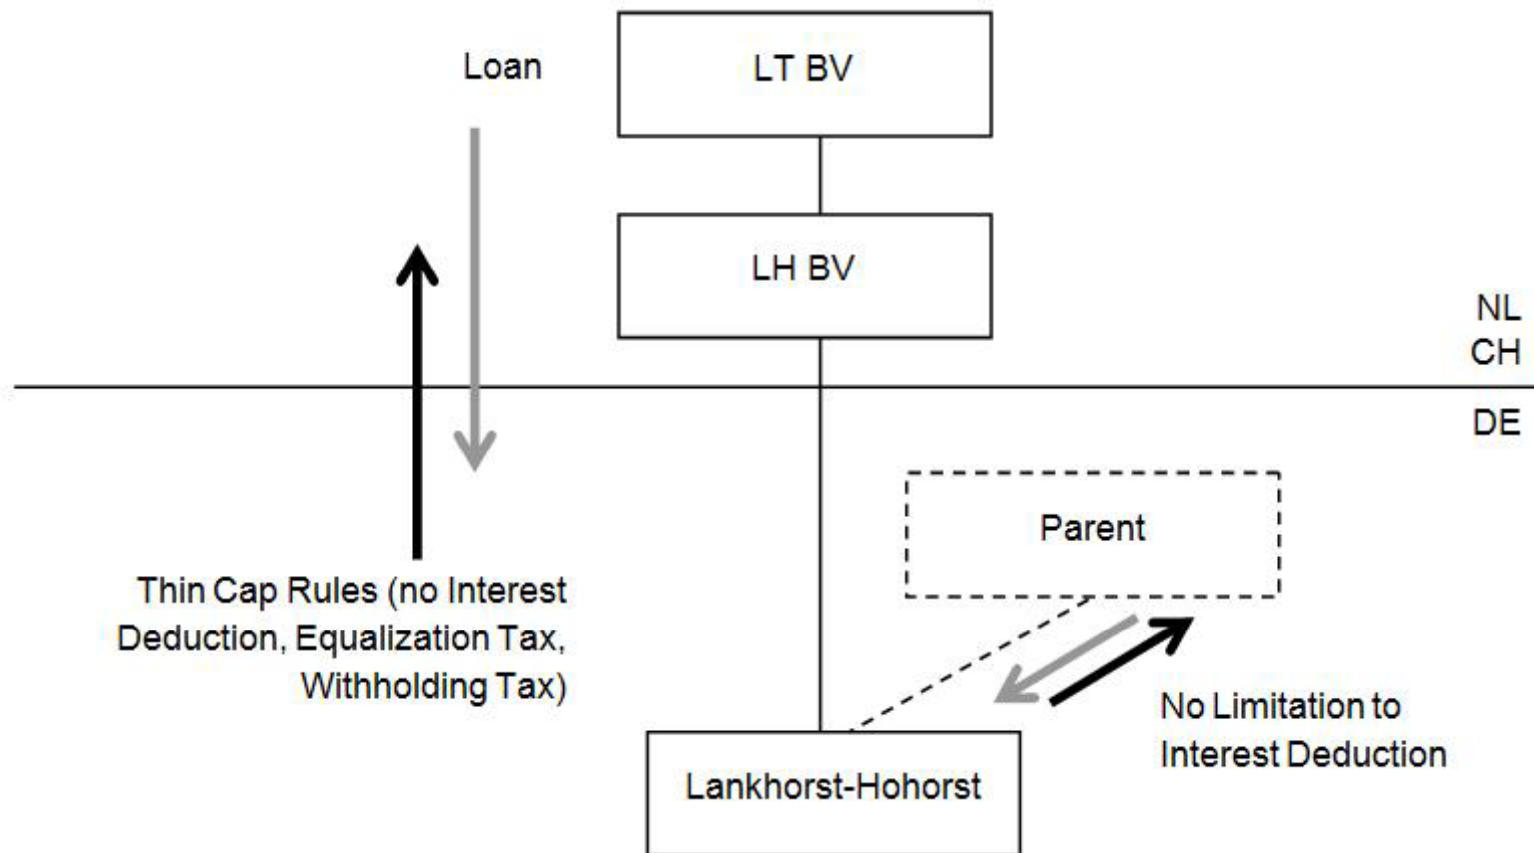 Loan
LT BV
LH BV
NL
CH
DE
Parent
Thin Cap Rules (no Interest
Deduction, Equalization Tax,
Withholding Tax)
No Limitation to
Interest Deduction
Lankhorst-Hohorst